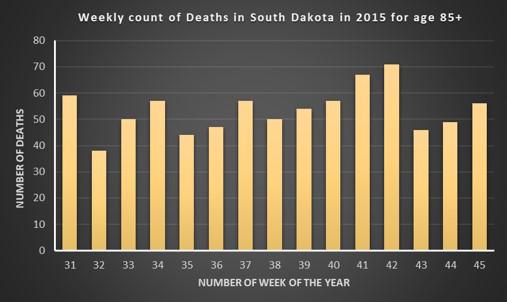 Weekly count of Deaths in South Dakota in 2015 for age 85+
80
70
60
50
40
30
20
10
0
NUMBER OF DEATHS
31 32 33 34 35 36 37 38 39 40 41 42 43 44 45
NUMBER OF WEEK OF THE YEAR